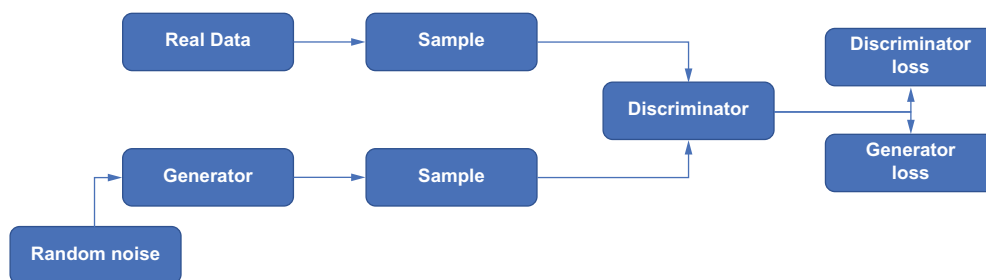 Real Data
Sample
Discriminator
loss
Discriminator
Generator
loss
Generator
Sample
Random noise